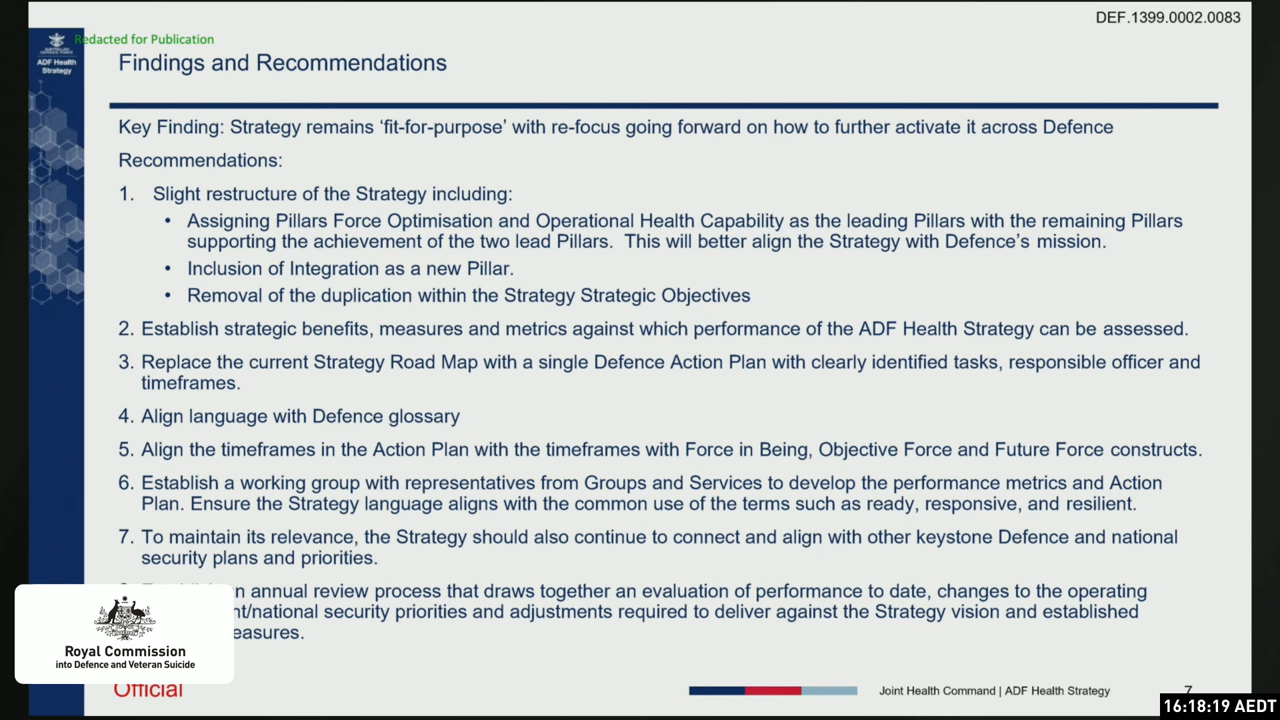 DEF.1399.0002.0083
Redacted for Publication
ADF Health
Strategy
Findings and Recommendations
Key Finding: Strategy remains ‘fit-for-purpose’ with re-focus going forward on how to further activate it across Defence
Recommendations:
1. Slight restructure of the Strategy including:
• Assigning Pillars Force Optimisation and Operational Health Capability as the leading Pillars with the remaining Pillars
supporting the achievement of the two lead Pillars. This will better align the Strategy with Defence’s mission.
• Inclusion of Integration as a new Pillar.
• Removal of the duplication within the Strategy Strategic Objectives
2. Establish strategic benefits, measures and metrics against which performance of the ADF Health Strategy can be assessed.
3. Replace the current Strategy Road Map with a single Defence Action Plan with clearly identified tasks, responsible officer and
timeframes.
4. Align language with Defence glossary
5. Align the timeframes in the Action Plan with the timeframes with Force in Being, Objective Force and Future Force constructs.
6. Establish a working group with representatives from Groups and Services to develop the performance metrics and Action
Plan. Ensure the Strategy language aligns with the common use of the terms such as ready, responsive, and resilient.
7. To maintain its relevance, the Strategy should also continue to connect and align with other keystone Defence and national
security plans and priorities.
annual review process that draws together an evaluation of performance to date, changes to the operating
/national security priorities and adjustments required to deliver against the Strategy vision and established
Royal Commission
into Defence and Veteran Suicide
Official
Joint Health Command | ADF Health Strategy
7
16:18:19 AEDT